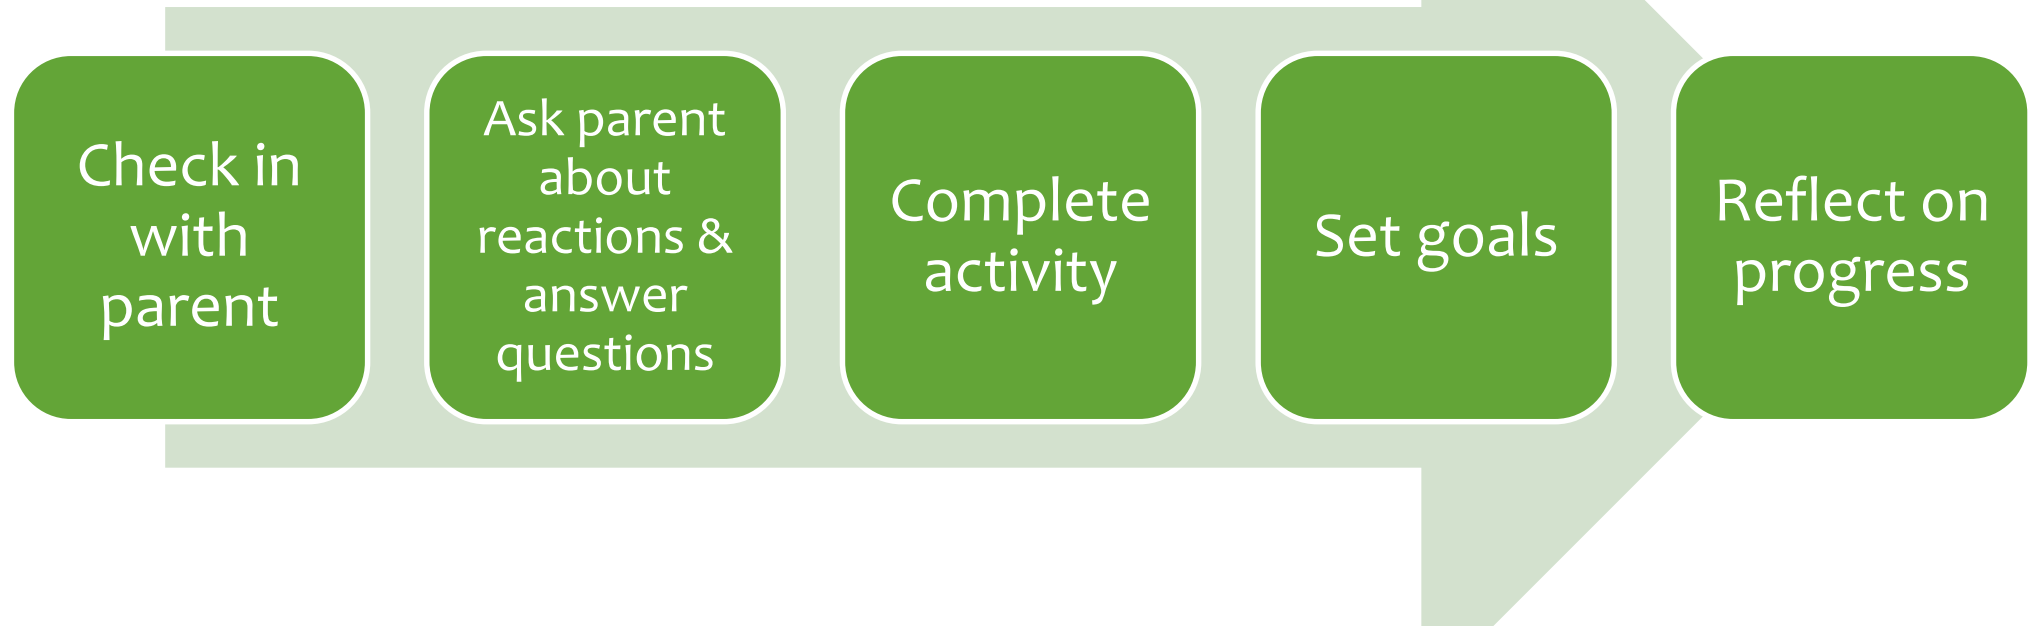 Check in
with
parent
Ask parent
about
reactions &
answer
questions
Complete
activity
Set goals
Reflect on
progress